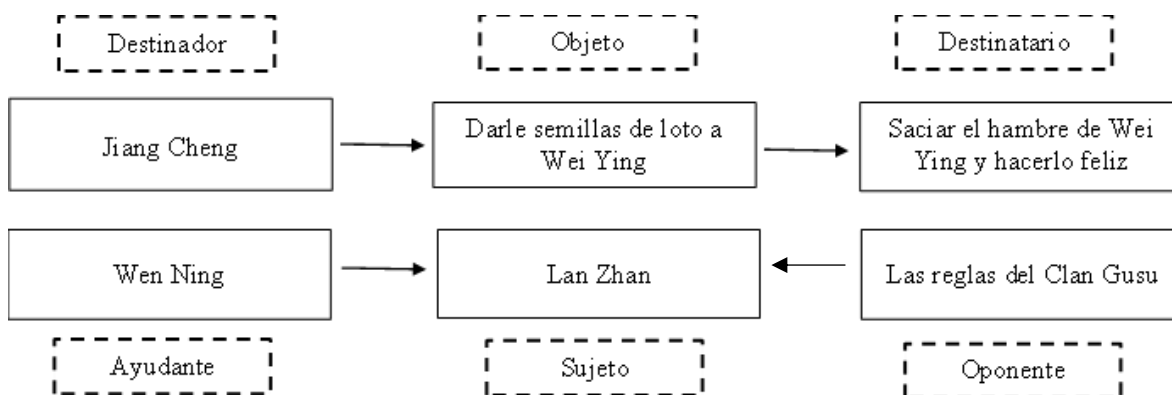 Destinador
Objeto
Destinatario
Jiang Cheng
Darle semillas de loto a
Wei Ying
Saciar el hambre de Wei
Ying y hacerlo feliz
Wen Ning
Lan Zhan
Las reglas del Clan Gusu
Ayudante
Sujeto
Oponente